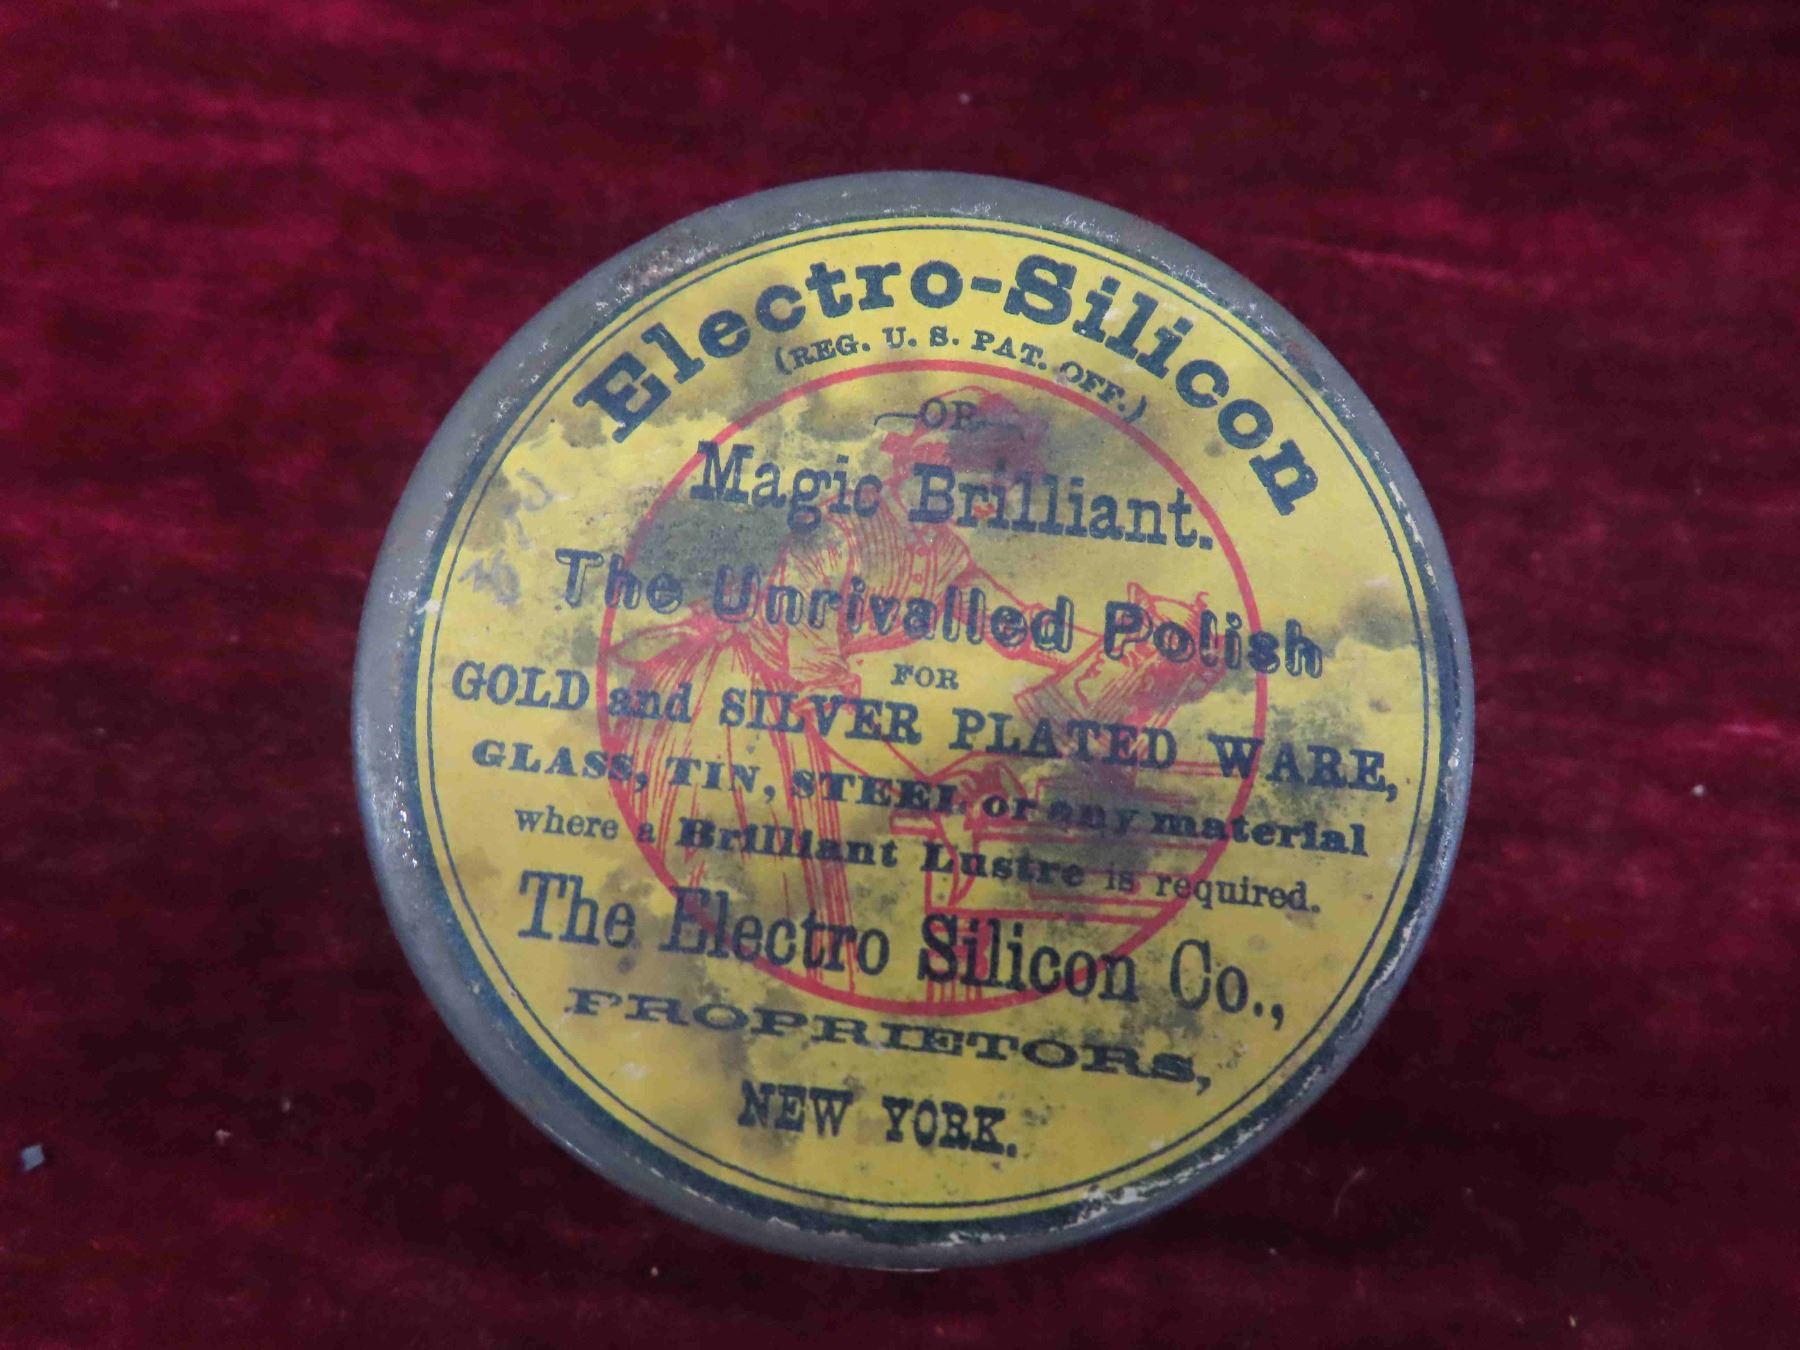 Electro-Silicon
(REG. U. S. PAT. OFF.)
—OR—
Magic Brilliant.
The Unrivalled Polish
FOR
GOLD and SILVER PLATED WARE,
GLASS, TIN, STEEL or any material
where a Brilliant Lustre is required.
The Electro Silicon Co.,
PROPRIETORS,
NEW YORK.